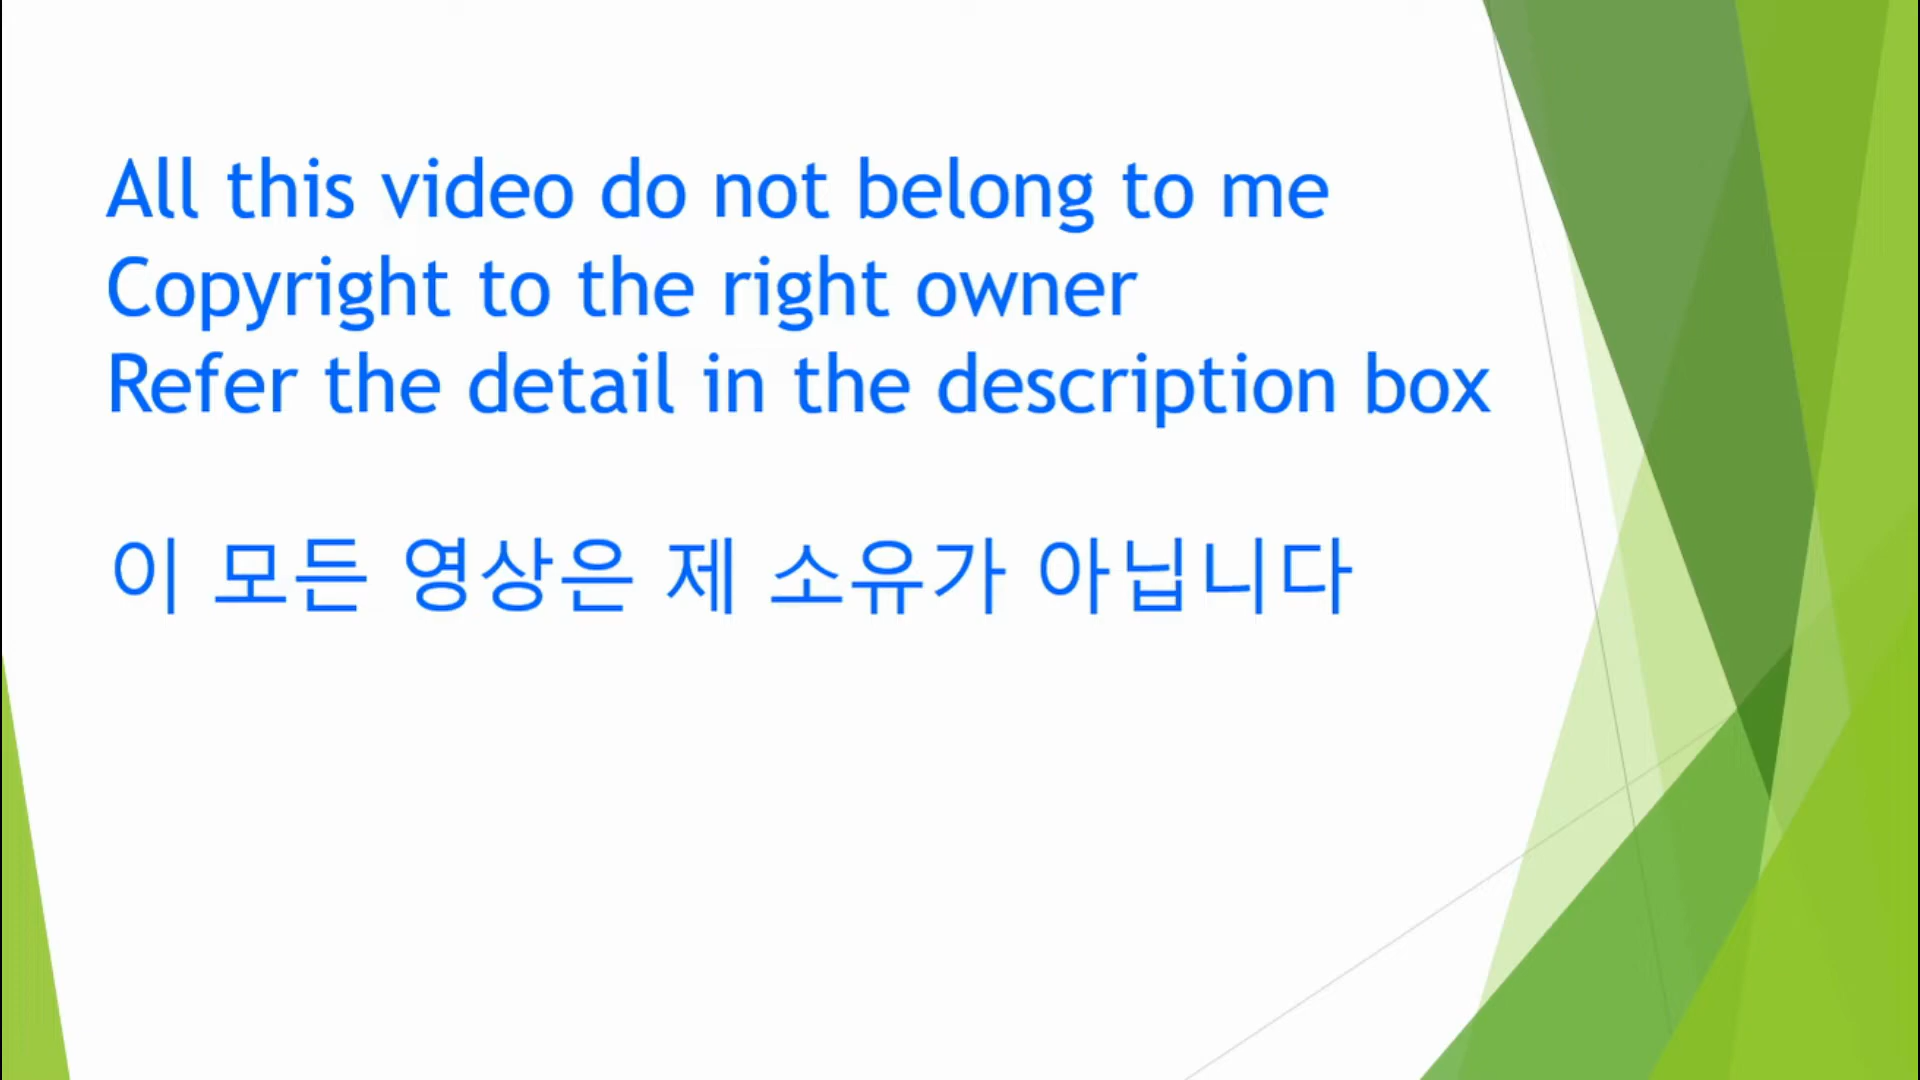 All this video do not belong to me
Copyright to the right owner
Refer the detail in the description box
이 모든 영상은 제 소유가 아닙니다